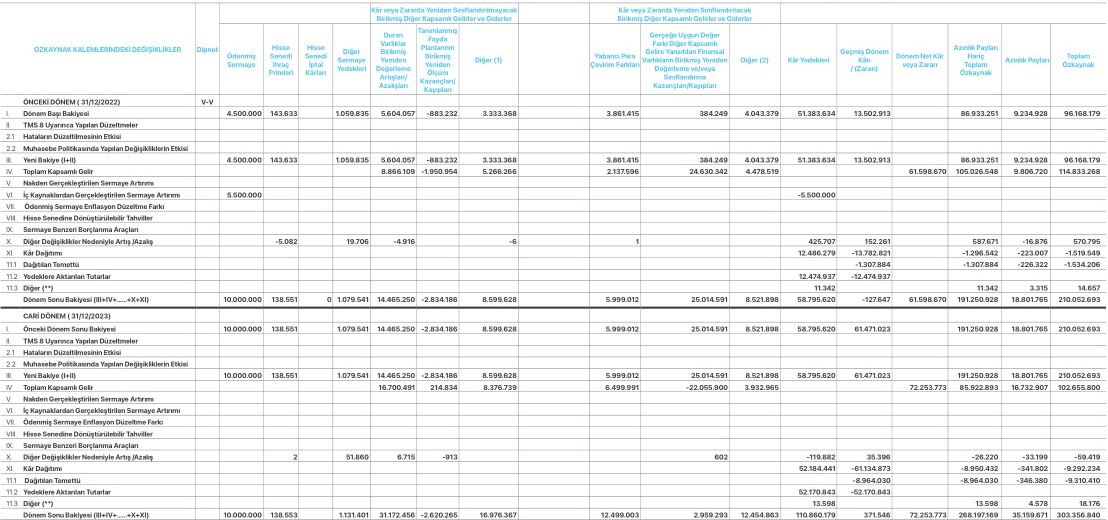 Kâr veya Zararda Yeniden Sınıflandırılmayacak Birikmiş Diğer Kapsamlı Gelirler ve Giderler Kâr veya Zararda Yeniden Sınıflandırılacak Birikmiş Diğer Kapsamlı Gelirler ve Giderler
ÖZKAYNAK KALEMLERİNDEKİ DEĞİŞİKLİKLER Dipnot Ödenmiş Sermaye Hisse Senedi İhraç Primleri Hisse Senedi İptal Kârları Diğer Sermaye Yedekleri Duran Varlıklar Birikmiş Yeniden Değerleme Artışları/Azalışları Tanımlanmış Fayda Planlarının Birikmiş Yeniden Ölçüm Kazançları/Kayıpları Diğer (1) Yabancı Para Çevirim Farkları Gerçeğe Uygun Değer Farkı Diğer Kapsamlı Gelire Yansıtılan Finansal Varlıkların Birikmiş Yeniden Değerleme ve/veya Sınıflandırma Kazançları/Kayıpları Diğer (2) Kâr Yedekleri Geçmiş Dönem Kârı / (Zararı) Dönem Net Kâr veya Zararı Azınlık Payları Hariç Toplam Özkaynak Azınlık Payları Toplam Özkaynak
ÖNCEKİ DÖNEM ( 31/12/2022) V-V
I. Dönem Başı Bakiyesi 4.500.000 143.633 1.059.835 5.604.057 -883.232 3.333.368 3.861.415 384.249 4.043.379 51.383.634 13.502.913 86.933.251 9.234.928 96.168.179
II. TMS 8 Uyarınca Yapılan Düzeltmeler
2.1 Hataların Düzeltilmesinin Etkisi
2.2 Muhasebe Politikasında Yapılan Değişikliklerin Etkisi
III. Yeni Bakiye (I+II) 4.500.000 143.633 1.059.835 5.604.057 -883.232 3.333.368 3.861.415 384.249 4.043.379 51.383.634 13.502.913 86.933.251 9.234.928 96.168.179
IV. Toplam Kapsamlı Gelir 8.866.109 -1.950.954 5.266.266 2.137.596 24.630.342 4.478.519 61.598.670 105.026.548 9.806.720 114.833.268
V. Nakden Gerçekleştirilen Sermaye Artırımı
VI. İç Kaynaklardan Gerçekleştirilen Sermaye Artırımı 5.500.000 -5.500.000
VII. Ödenmiş Sermaye Enflasyon Düzeltme Farkı
VIII. Hisse Senedine Dönüştürülebilir Tahviller
IX. Sermaye Benzeri Borçlanma Araçları
X. Diğer Değişiklikler Nedeniyle Artış /Azalış -5.082 19.706 -4.916 -6 1 425.707 152.261 587.671 -16.876 570.795
XI. Kâr Dağıtımı 12.486.279 -13.782.821 -1.296.542 -223.007 -1.519.549
11.1 Dağıtılan Temettü -1.307.884 -1.307.884 -226.322 -1.534.206
11.2 Yedeklere Aktarılan Tutarlar 12.474.937 -12.474.937
11.3 Diğer (**) 11.342 11.342 3.315 14.657
Dönem Sonu Bakiyesi (III+IV+.....+X+XI) 10.000.000 138.551 0 1.079.541 14.465.250 -2.834.186 8.599.628 5.999.012 25.014.591 8.521.898 58.795.620 -127.647 61.598.670 191.250.928 18.801.765 210.052.693
CARİ DÖNEM ( 31/12/2023)
I. Önceki Dönem Sonu Bakiyesi 10.000.000 138.551 1.079.541 14.465.250 -2.834.186 8.599.628 5.999.012 25.014.591 8.521.898 58.795.620 61.471.023 191.250.928 18.801.765 210.052.693
II. TMS 8 Uyarınca Yapılan Düzeltmeler
2.1 Hataların Düzeltilmesinin Etkisi
2.2 Muhasebe Politikasında Yapılan Değişikliklerin Etkisi
III. Yeni Bakiye (I+II) 10.000.000 138.551 1.079.541 14.465.250 -2.834.186 8.599.628 5.999.012 25.014.591 8.521.898 58.795.620 61.471.023 191.250.928 18.801.765 210.052.693
IV Toplam Kapsamlı Gelir 16.700.491 214.834 8.376.739 6.499.991 -22.055.900 3.932.965 72.253.773 85.922.893 16.732.907 102.655.800
V. Nakden Gerçekleştirilen Sermaye Artırımı
VI. İç Kaynaklardan Gerçekleştirilen Sermaye Artırımı
VII. Ödenmiş Sermaye Enflasyon Düzeltme Farkı
VIII. Hisse Senedine Dönüştürülebilir Tahviller
IX. Sermaye Benzeri Borçlanma Araçları
X. Diğer Değişiklikler Nedeniyle Artış /Azalış 2 51.860 6.715 -913 602 -119.882 35.396 -26.220 -33.199 -59.419
XI. Kâr Dağıtımı 52.184.441 -61.134.873 -8.950.432 -341.802 -9.292.234
11.1 Dağıtılan Temettü -8.964.030 -8.964.030 -346.380 -9.310.410
11.2 Yedeklere Aktarılan Tutarlar 52.170.843 -52.170.843
11.3 Diğer (**) 13.598 13.598 4.578 18.176
Dönem Sonu Bakiyesi (III+IV+.....+X+XI) 10.000.000 138.553 1.131.401 31.172.456 -2.620.265 16.976.367 12.499.003 2.959.293 12.454.863 110.860.179 371.546 72.253.773 268.197.169 35.159.671 303.356.840